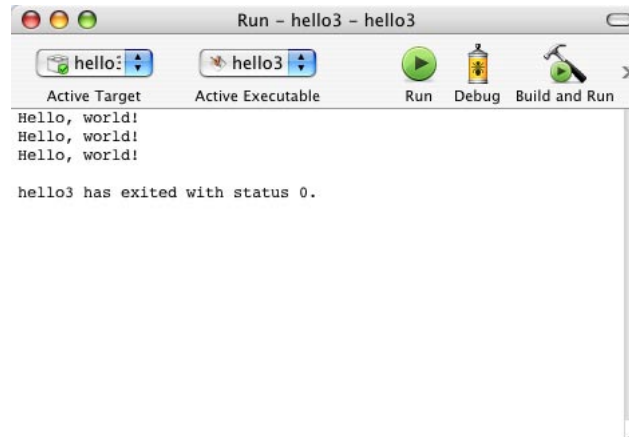 Run – hello3 – hello3
hello3
Active Target
Active Executable
Run
Debug
Build and Run
Hello, world!
Hello, world!
Hello, world!
hello3 has exited with status 0.